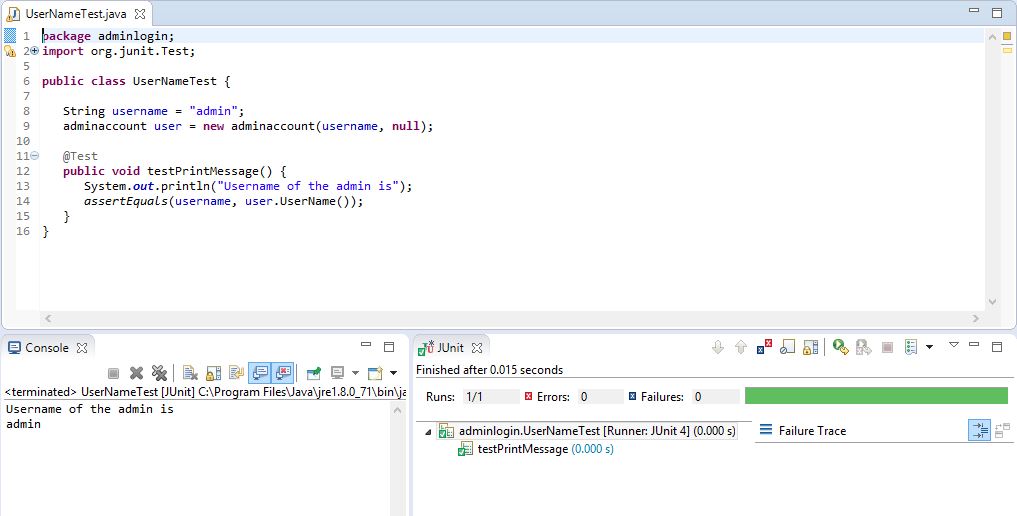 UserNameTest.java
1 package adminlogin;
2 import org.junit.Test;
5
6 public class UserNameTest {
7
8 String username = "admin";
9 adminaccount user = new adminaccount(username, null);
10
11 @Test
12 public void testPrintMessage() {
13 System.out.println("Username of the admin is");
14 assertEquals(username, user.UserName());
15 }
16 }
Console
<terminated> UserNameTest [JUnit] C:\Program Files\Java\jre1.8.0_71\bin\ja
Username of the admin is
admin
JUnit
Finished after 0.015 seconds
Runs: 1/1 Errors: 0 Failures: 0
adminlogin.UserNameTest [Runner: JUnit 4] (0.000 s)
testPrintMessage (0.000 s)
Failure Trace